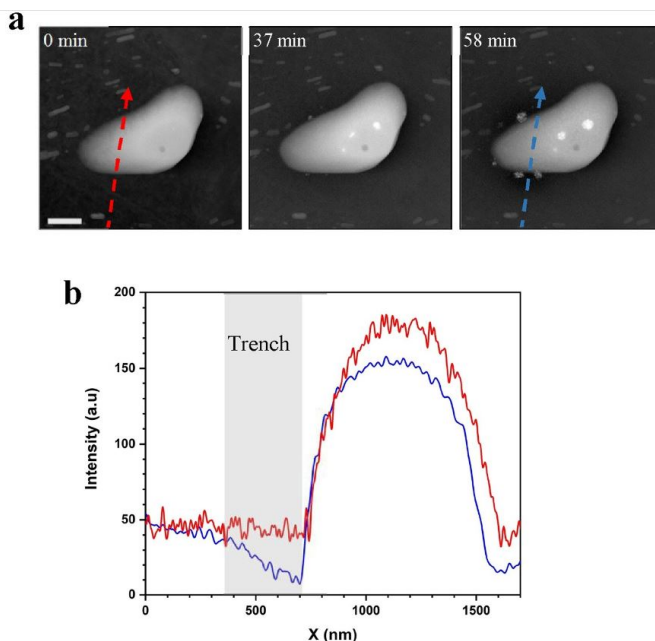 a
0 min
37 min
58 min
b
200
150
100
50
0
Intensity (a.u)
Trench
0
500
1000
1500
X (nm)